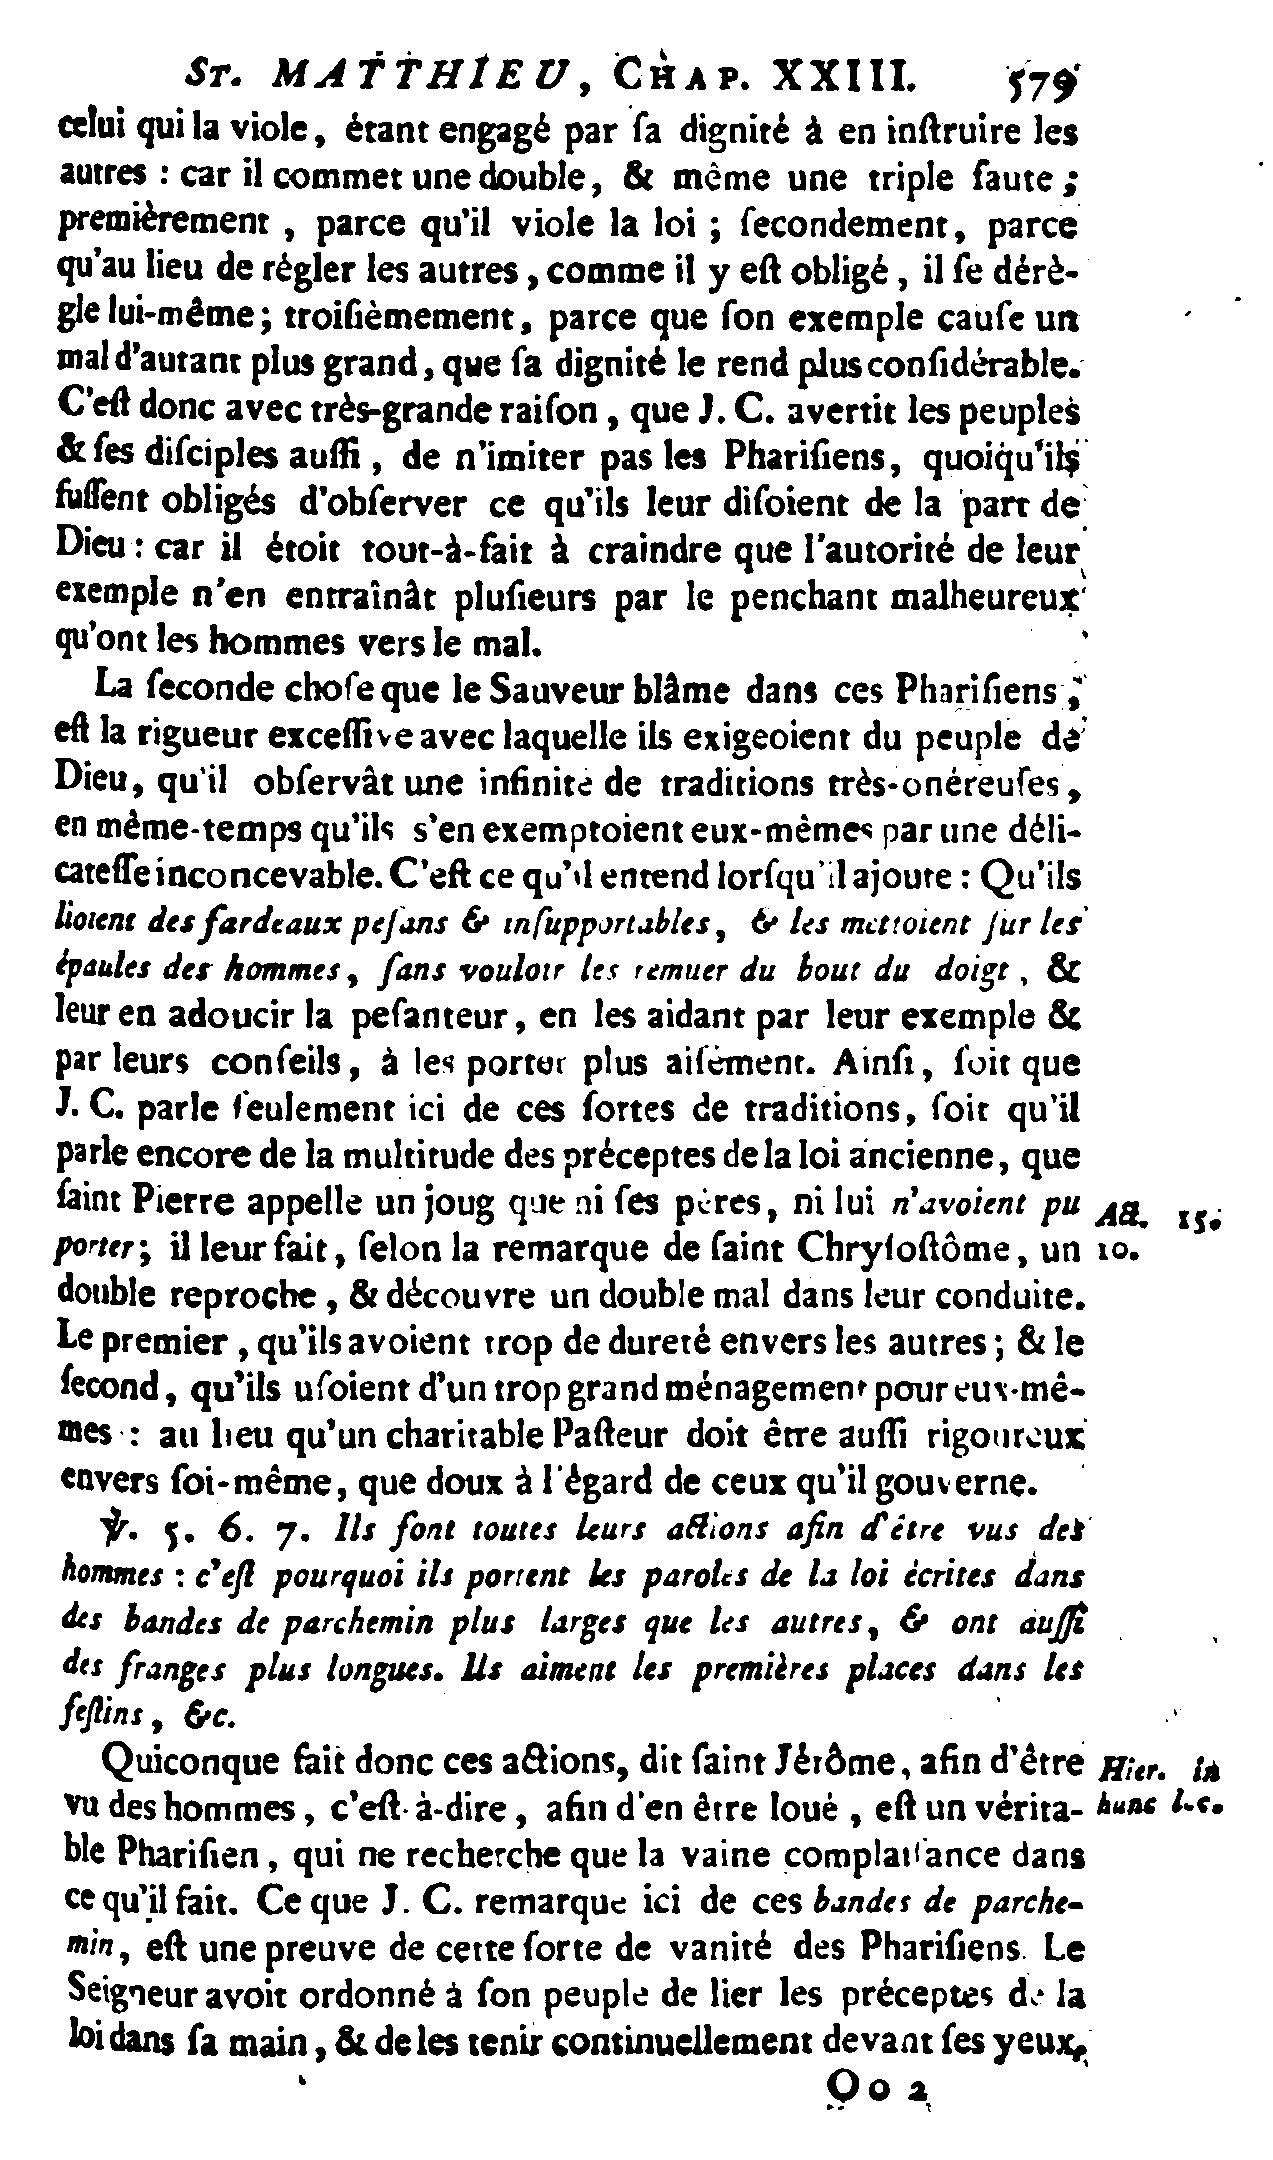 ST. MATTHIEU, CHAP. XXIII. 579
celui qui la viole, étant engagé par ſa dignité à en inſtruire les
autres : car il commet une double, & même une triple faute ;
premièrement , parce qu'il viole la loi ; ſecondement, parce
qu'au lieu de régler les autres , comme il y eſt obligé , il ſe dérè-
gle lui-même ; troiſièmement, parce que ſon exemple cauſe un
mal d'autant plus grand, que ſa dignité le rend plus conſidérable.
C'eſt donc avec très-grande raiſon , que J. C. avertit les peuples
& ſes diſciples auſſi , de n'imiter pas les Phariſiens, quoiqu'ils
fuſſent obligés d'obſerver ce qu'ils leur diſoient de la part de
Dieu : car il étoit tout-à-fait à craindre que l'autorité de leur
exemple n'en entraînât pluſieurs par le penchant malheureux
qu'ont les hommes vers le mal.
La ſeconde choſe que le Sauveur blâme dans ces Phariſiens ,
eſt la rigueur exceſſive avec laquelle ils exigeoient du peuple de
Dieu, qu'il obſervât une infinité de traditions très-onéreuſes ,
en même-temps qu'ils s'en exemptoient eux-mêmes par une déli-
cateſſe inconcevable. C'eſt ce qu'il entend lorſqu'il ajoute : Qu'ils
lioient des fardeaux peſans & inſupportables, & les mettoient ſur les
épaules des hommes, ſans vouloir les remuer du bout du doigt , &
leur en adoucir la peſanteur, en les aidant par leur exemple &
par leurs conſeils, à les porter plus aiſément. Ainſi, ſoit que
J. C. parle ſeulement ici de ces ſortes de traditions, ſoit qu'il
parle encore de la multitude des préceptes de la loi ancienne, que
ſaint Pierre appelle un joug que ni ſes pères, ni lui n'avoient pu
Act. 15.
porter ; il leur fait, ſelon la remarque de ſaint Chryſoſtôme, un
10.
double reproche , & découvre un double mal dans leur conduite.
Le premier , qu'ils avoient trop de dureté envers les autres ; & le
ſecond, qu'ils uſoient d'un trop grand ménagement pour eux-mê-
mes : au lieu qu'un charitable Paſteur doit être auſſi rigoureux
envers ſoi-même, que doux à l'égard de ceux qu'il gouverne.
℣. 5. 6. 7. Ils font toutes leurs actions afin d'être vus des
hommes : c'eſt pourquoi ils portent les paroles de la loi écrites dans
des bandes de parchemin plus larges que les autres, & ont auſſi
des franges plus longues. Ils aiment les premières places dans les
feſtins, &c.
Quiconque fait donc ces actions, dit ſaint Jérôme, afin d'être
Hier. in
vu des hommes , c'eſt-à-dire , afin d'en être loué , eſt un vérita-
hunc loc.
ble Phariſien , qui ne recherche que la vaine complaiſance dans
ce qu'il fait. Ce que J. C. remarque ici de ces bandes de parche-
min, eſt une preuve de cette ſorte de vanité des Phariſiens. Le
Seigneur avoit ordonné à ſon peuple de lier les préceptes de la
loi dans ſa main , & de les tenir continuellement devant ſes yeux,
Oo 2